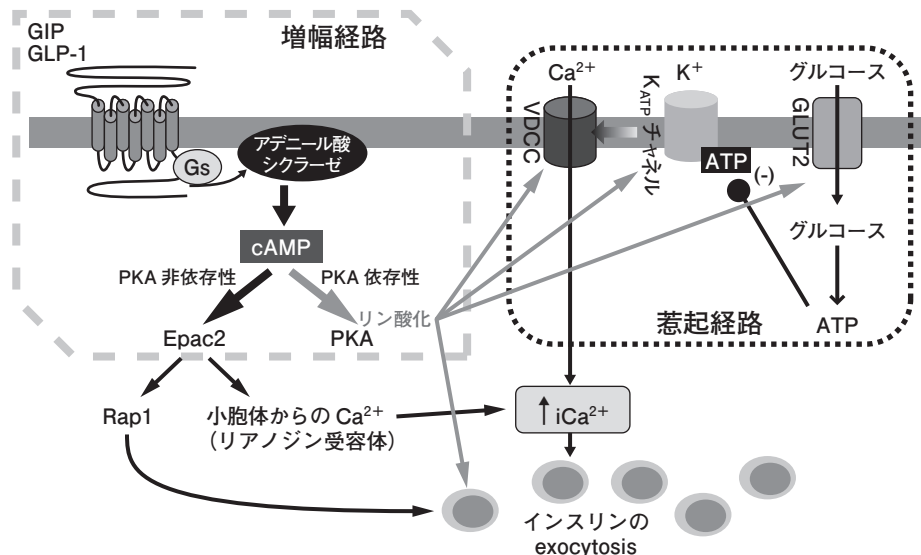 GIP
GLP-1
増幅経路
Gs
アデニール酸
シクラーゼ
cAMP
PKA 非依存性
PKA 依存性
リン酸化
Epac2
PKA
Rap1
小胞体からの Ca²⁺
(リアノジン受容体)
Ca²⁺
VDCC
K_ATP チャネル
K⁺
ATP
(-)
グルコース
GLUT2
グルコース
ATP
惹起経路
↑ iCa²⁺
インスリンの
exocytosis